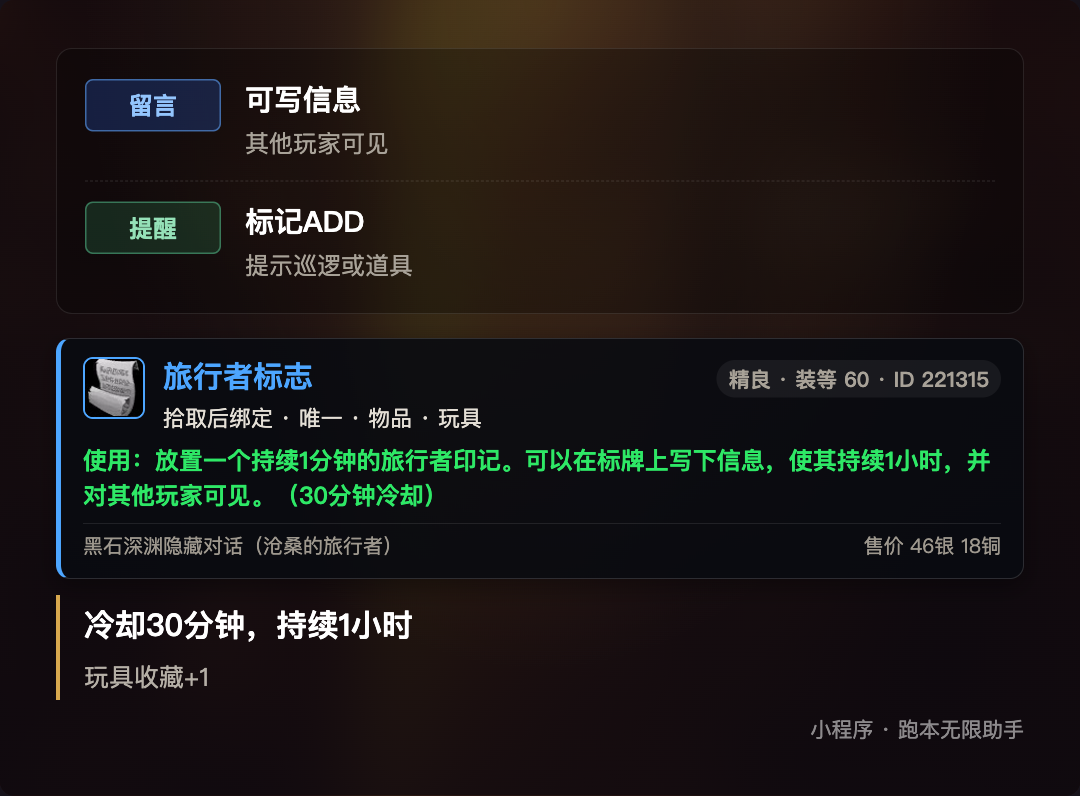 留言
可写信息
其他玩家可见
提醒
标记ADD
提示巡逻或道具
旅行者标志
精良 · 装等 60 · ID 221315
拾取后绑定 · 唯一 · 物品 · 玩具
使用：放置一个持续1分钟的旅行者印记。可以在标牌上写下信息，使其持续1小时，并
对其他玩家可见。（30分钟冷却）
黑石深渊隐藏对话（沧桑的旅行者）
售价 46银 18铜
冷却30分钟，持续1小时
玩具收藏+1
小程序 · 跑本无限助手